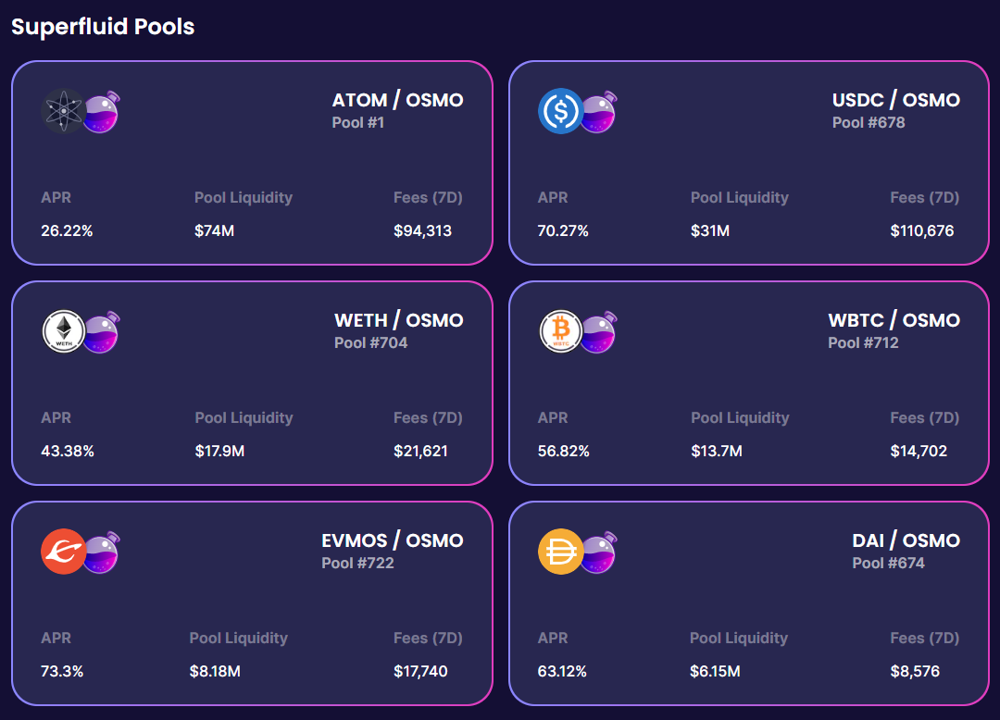 Superfluid Pools
ATOM / OSMO
Pool #1
APR Pool Liquidity Fees (7D)
26.22% $74M $94,313
USDC / OSMO
Pool #678
APR Pool Liquidity Fees (7D)
70.27% $31M $110,676
WETH
WETH / OSMO
Pool #704
APR Pool Liquidity Fees (7D)
43.38% $17.9M $21,621
WBTC
WBTC / OSMO
Pool #712
APR Pool Liquidity Fees (7D)
56.82% $13.7M $14,702
EVMOS / OSMO
Pool #722
APR Pool Liquidity Fees (7D)
73.3% $8.18M $17,740
DAI / OSMO
Pool #674
APR Pool Liquidity Fees (7D)
63.12% $6.15M $8,576